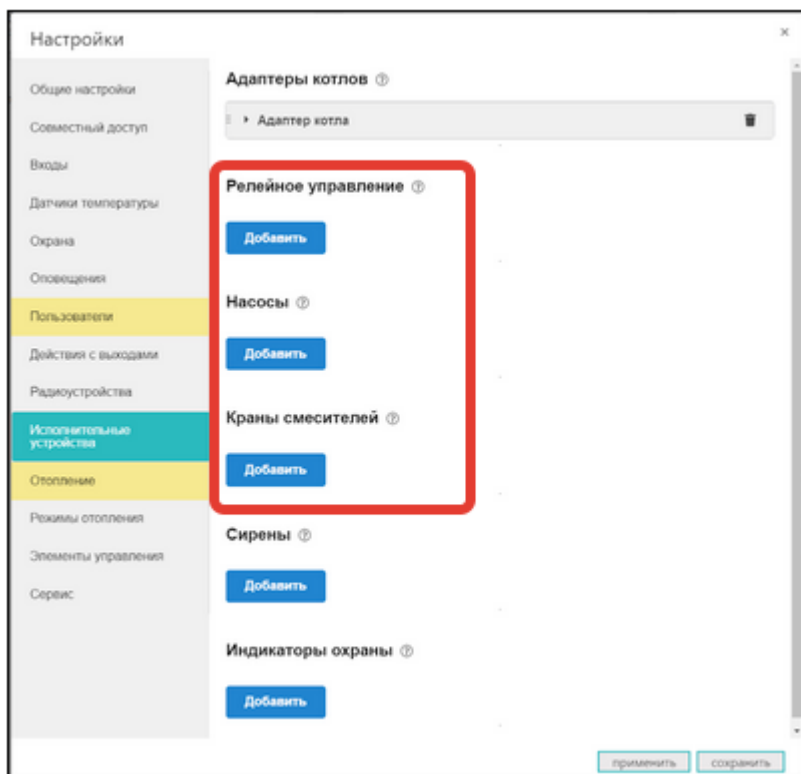 Настройки
Общие настройки
Совместный доступ
Входы
Датчики температуры
Охрана
Оповещения
Пользователи
Действия с выходами
Радиоустройства
Исполнительные
устройства
Отопление
Режимы отопления
Элементы управления
Сервис
Адаптеры котлов ?
Адаптер котла
Релейное управление ?
Добавить
Насосы ?
Добавить
Краны смесителей ?
Добавить
Сирены ?
Добавить
Индикаторы охраны ?
Добавить
применить сохранить